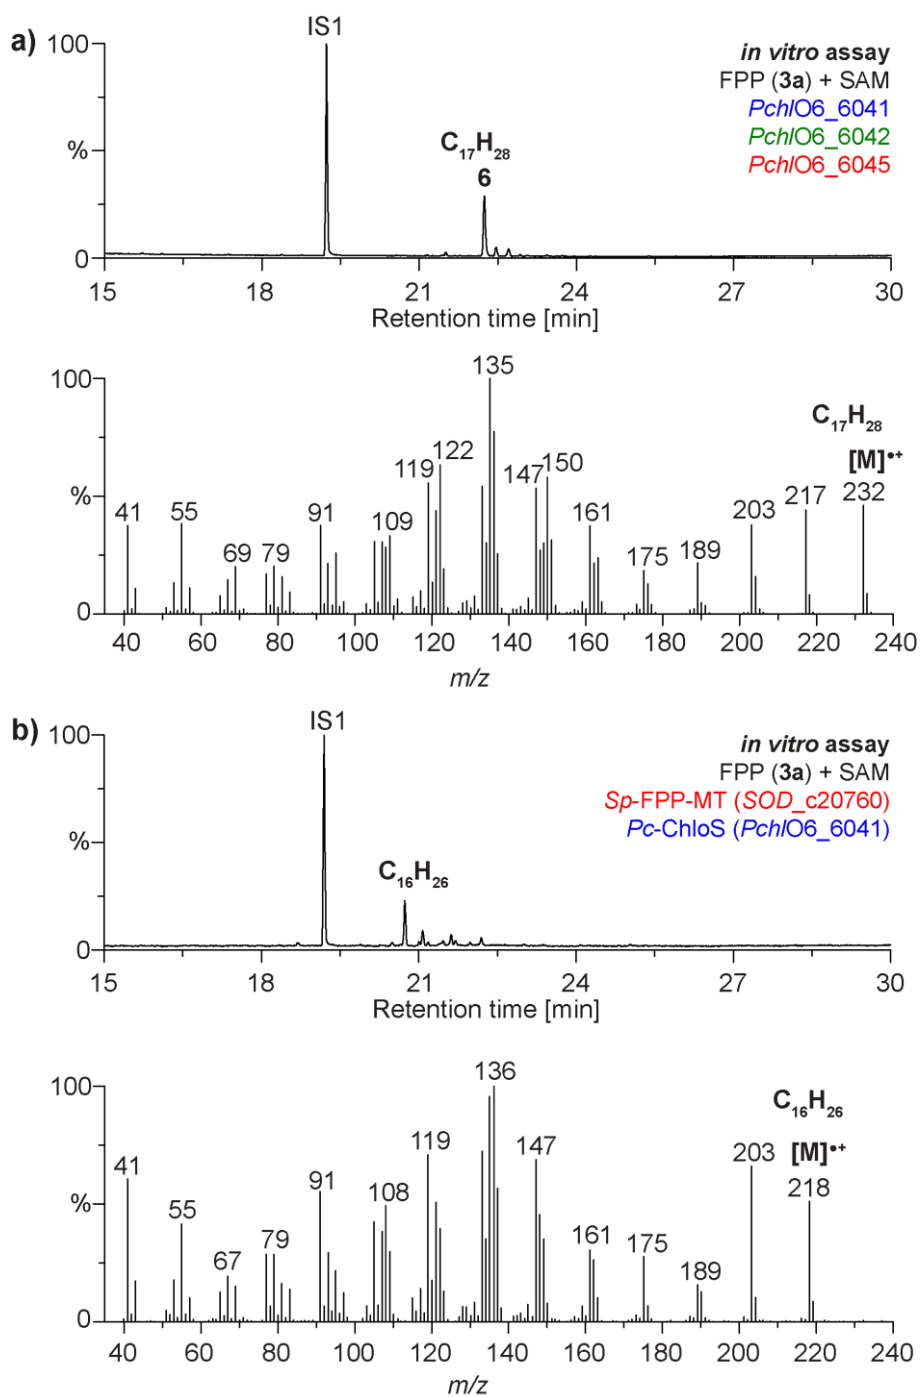 a)
IS1
100
%
0
C₁₇H₂₈
6
in vitro assay
FPP (3a) + SAM
PchlO6_6041
PchlO6_6042
PchlO6_6045
15 18 21 24 27 30
Retention time [min]
100
%
0
41 55 69 79 91 109 119 122 135 147 150 161 175 189 203 217 232
C₁₇H₂₈
[M]•+
40 60 80 100 120 140 160 180 200 220 240
m/z
b)
IS1
100
%
0
C₁₆H₂₆
in vitro assay
FPP (3a) + SAM
Sp-FPP-MT (SOD_c20760)
Pc-ChloS (PchlO6_6041)
15 18 21 24 27 30
Retention time [min]
100
%
0
41 55 67 79 91 108 119 136 147 161 175 189 203 218
C₁₆H₂₆
[M]•+
40 60 80 100 120 140 160 180 200 220 240
m/z